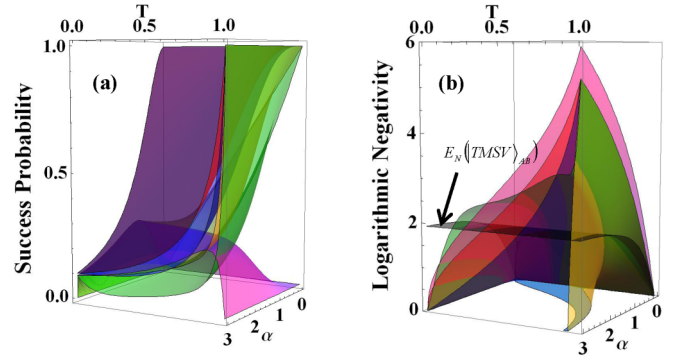 T
0.0 0.5 1.0
1.0
(a)
Success Probability
0.5
0.0
3 2 α 1 0
T
0.0 0.5 1.0
6
(b)
Logarithmic Negativity
4
E_N(|TMSV⟩_AB)
2
0
3 2 α 1 0